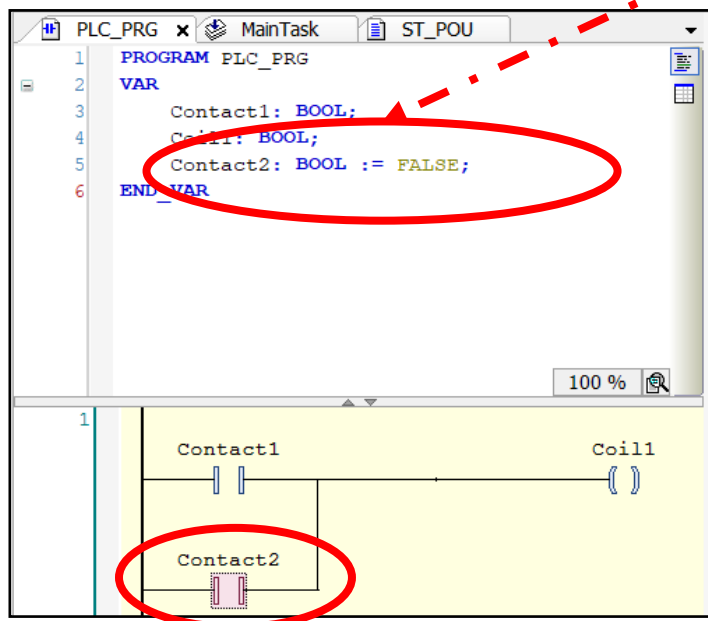 PLC_PRG x MainTask ST_POU
1 PROGRAM PLC_PRG
2 VAR
3 Contact1: BOOL;
4 Coil1: BOOL;
5 Contact2: BOOL := FALSE;
6 END_VAR
100 %
1
Contact1 Coil1
Contact2